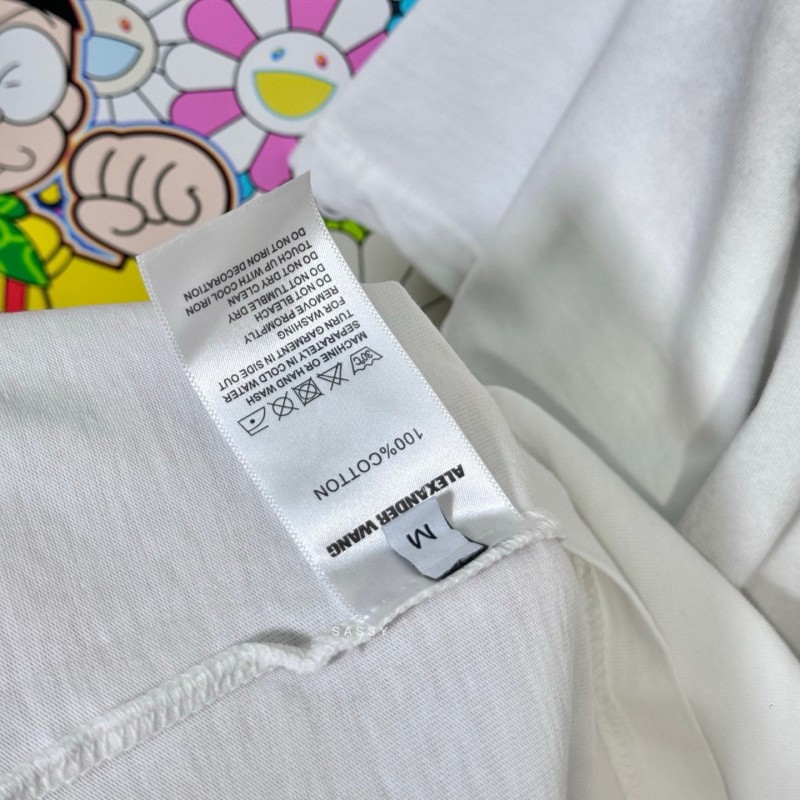 ALEXANDER WANG
M
100%COTTON
30°C
MACHINE OR HAND WASH
SEPARATELY IN COLD WATER
TURN GARMENT IN SIDE OUT
FOR WASHING
REMOVE PROMPTLY
DO NOT BLEACH
DO NOT TUMBLE DRY
DO NOT DRY CLEAN
TOUCH UP WITH COOL IRON
DO NOT IRON DECORATION
SASSY